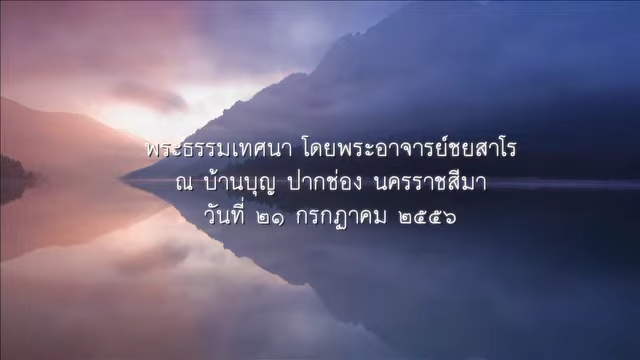 พระธรรมเทศนา โดยพระอาจารย์ชยสาโร
ณ บ้านบุญ ปากช่อง นครราชสีมา
วันที่ ๒๑ กรกฎาคม ๒๕๕๖